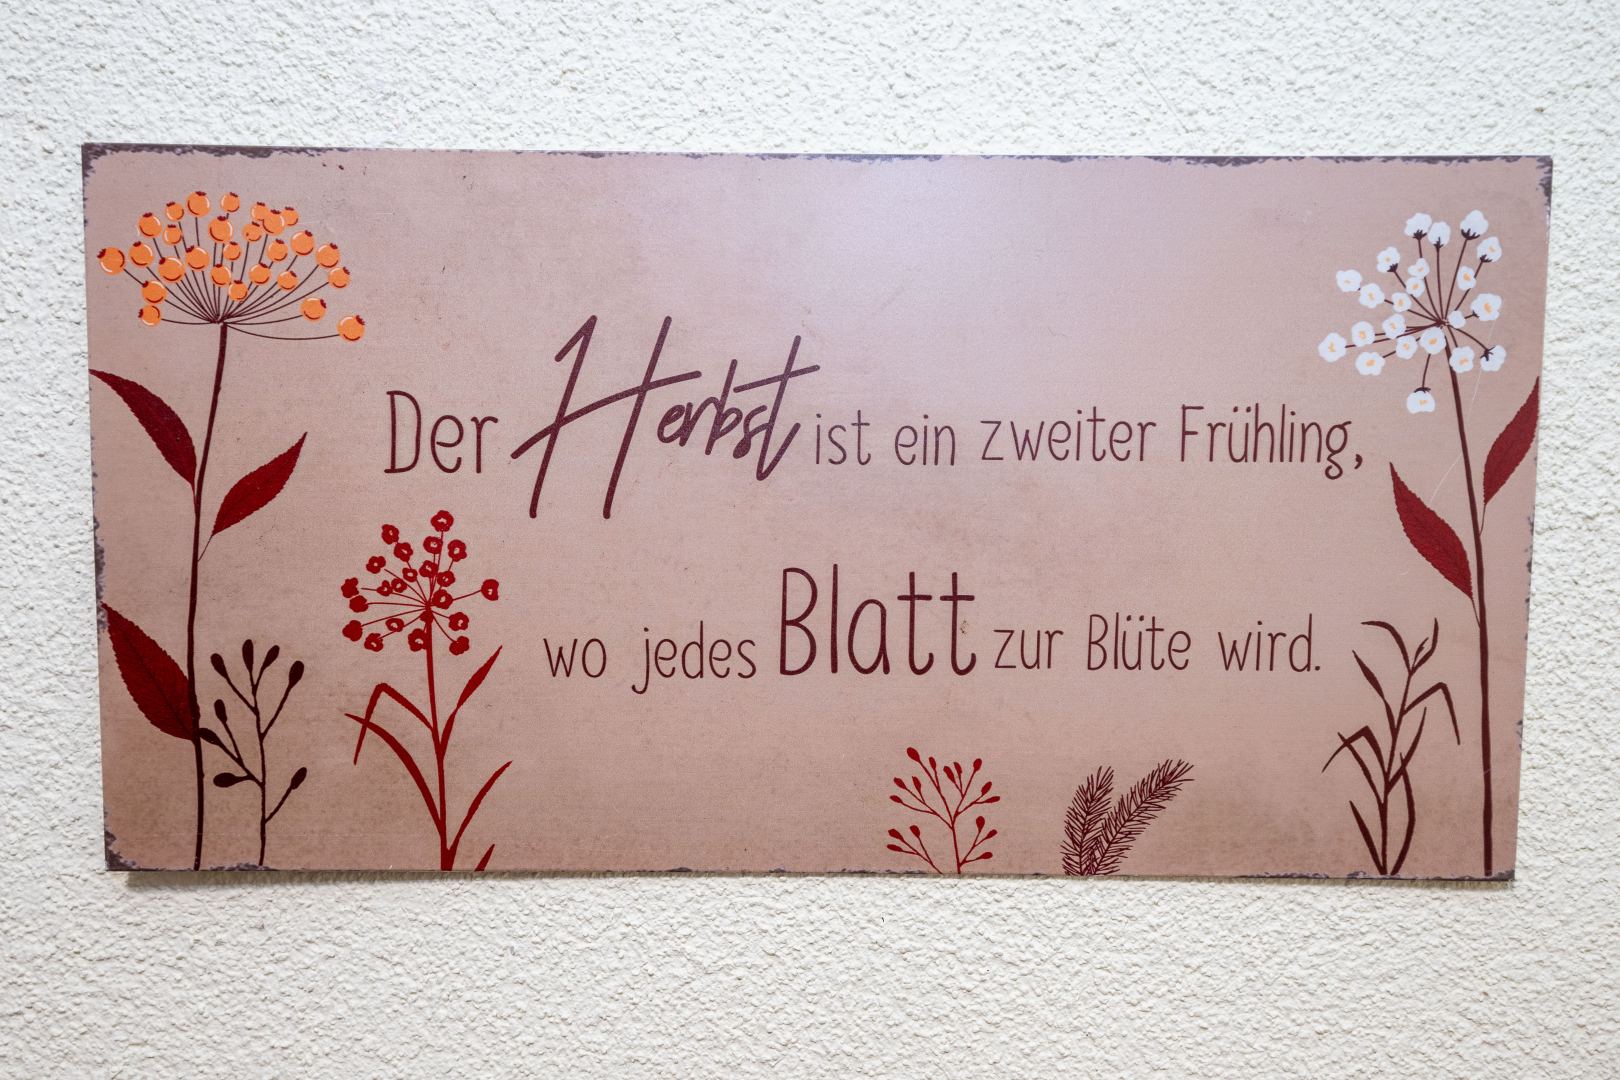 Der Herbst ist ein zweiter Frühling,
wo jedes Blatt zur Blüte wird.